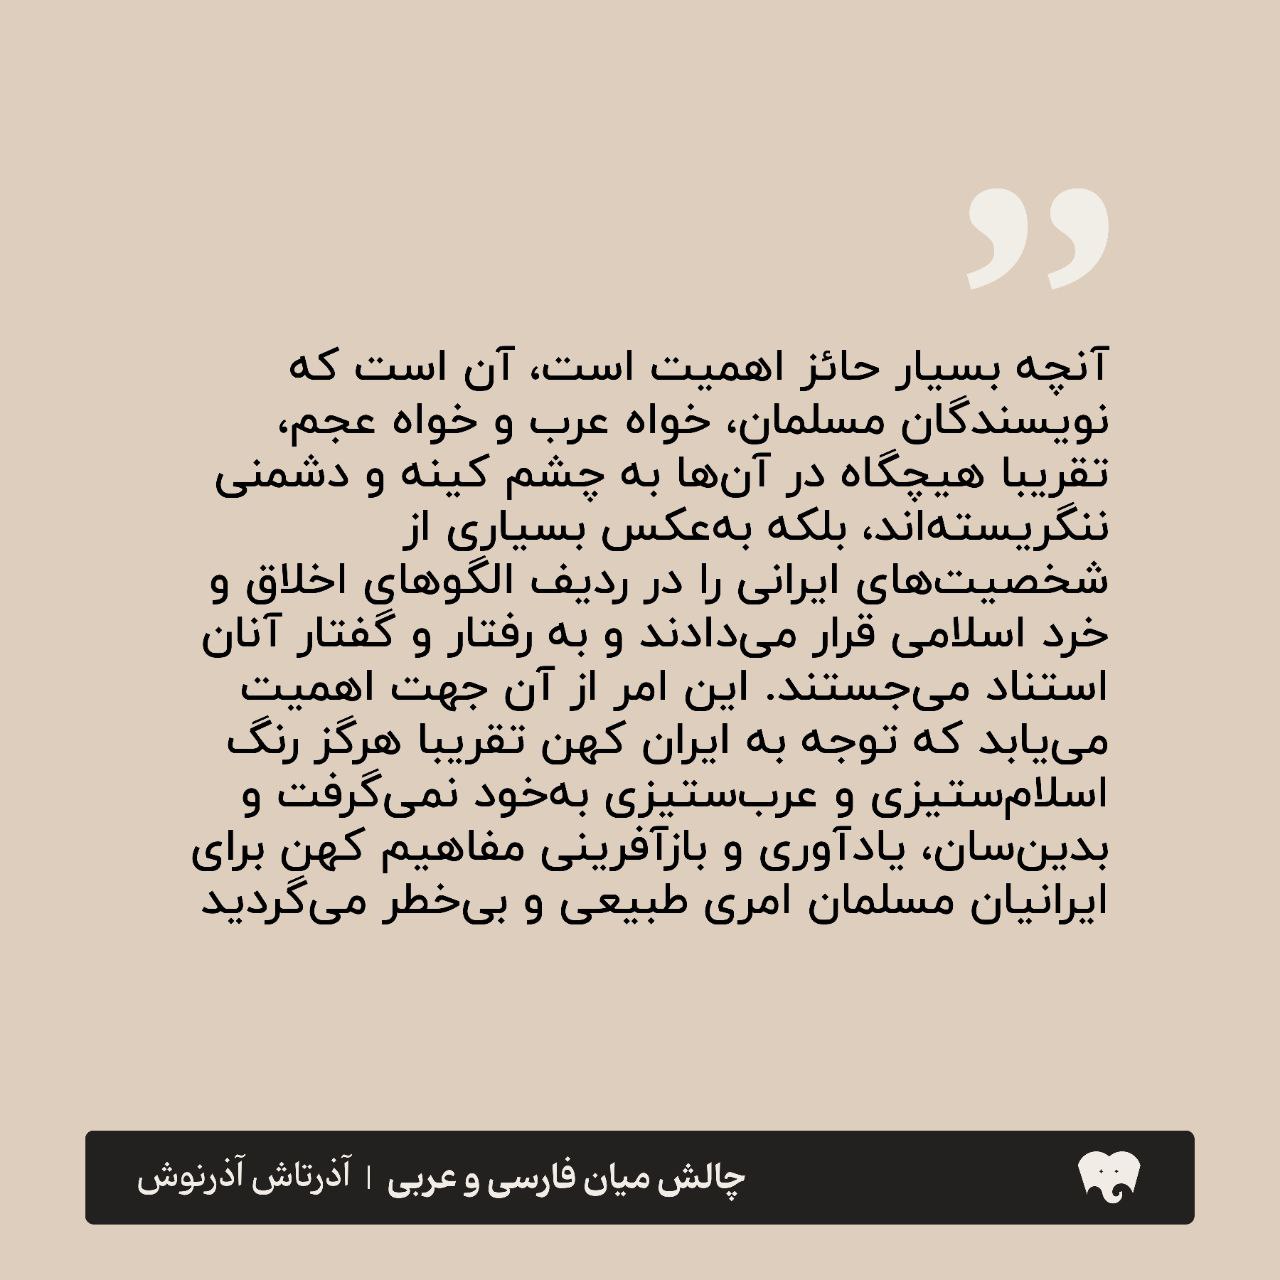 آنچه بسیار حائز اهمیت است، آن است که
نویسندگان مسلمان، خواه عرب و خواه عجم،
تقریبا هیچگاه در آن‌ها به چشم کینه و دشمنی
ننگریسته‌اند، بلکه به‌عکس بسیاری از
شخصیت‌های ایرانی را در ردیف الگوهای اخلاق و
خرد اسلامی قرار می‌دادند و به رفتار و گفتار آنان
استناد می‌جستند. این امر از آن جهت اهمیت
می‌یابد که توجه به ایران کهن تقریبا هرگز رنگ
اسلام‌ستیزی و عرب‌ستیزی به‌خود نمی‌گرفت و
بدین‌سان، یادآوری و بازآفرینی مفاهیم کهن برای
ایرانیان مسلمان امری طبیعی و بی‌خطر می‌گردید
چالش میان فارسی و عربی | آذرتاش آذرنوش